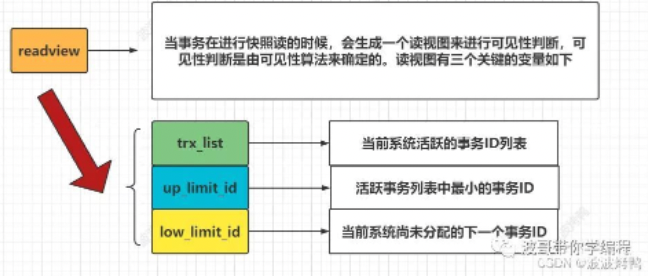 当事务在进行快照读的时候，会生成一个读视图来进行可见性判断，可
readview
见性判断是由可见性算法来确定的。读视图有三个关键的变量如下
trx_list
当前系统活跃的事务ID列表
up_limit_id
活跃事务列表中最小的事务ID
low_limit_id
当前系统尚未分配的下一个事务ID
波哥带你学编程
CSDN @波波烤鸭